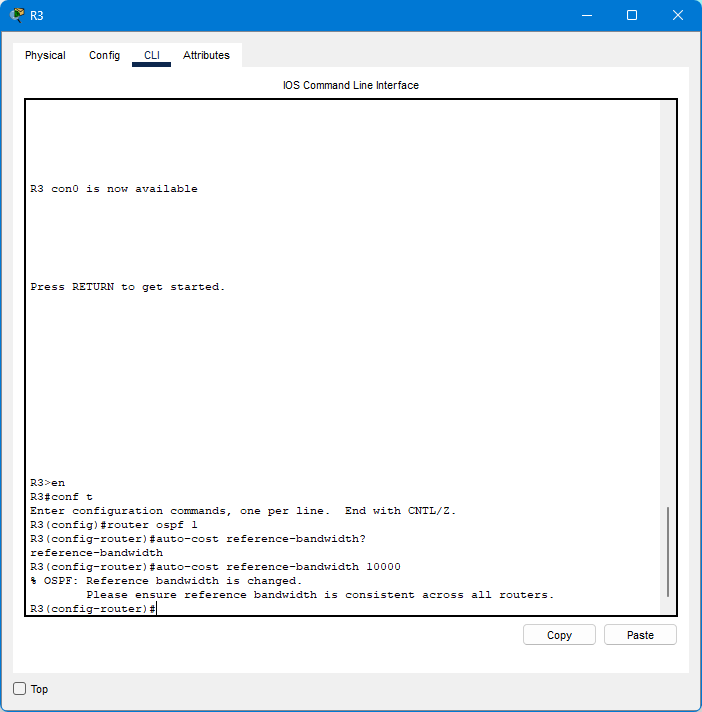 R3
Physical Config CLI Attributes
IOS Command Line Interface
R3 con0 is now available
Press RETURN to get started.
R3>en
R3#conf t
Enter configuration commands, one per line.  End with CNTL/Z.
R3(config)#router ospf 1
R3(config-router)#auto-cost reference-bandwidth?
reference-bandwidth
R3(config-router)#auto-cost reference-bandwidth 10000
% OSPF: Reference bandwidth is changed.
        Please ensure reference bandwidth is consistent across all routers.
R3(config-router)#
Copy Paste
Top